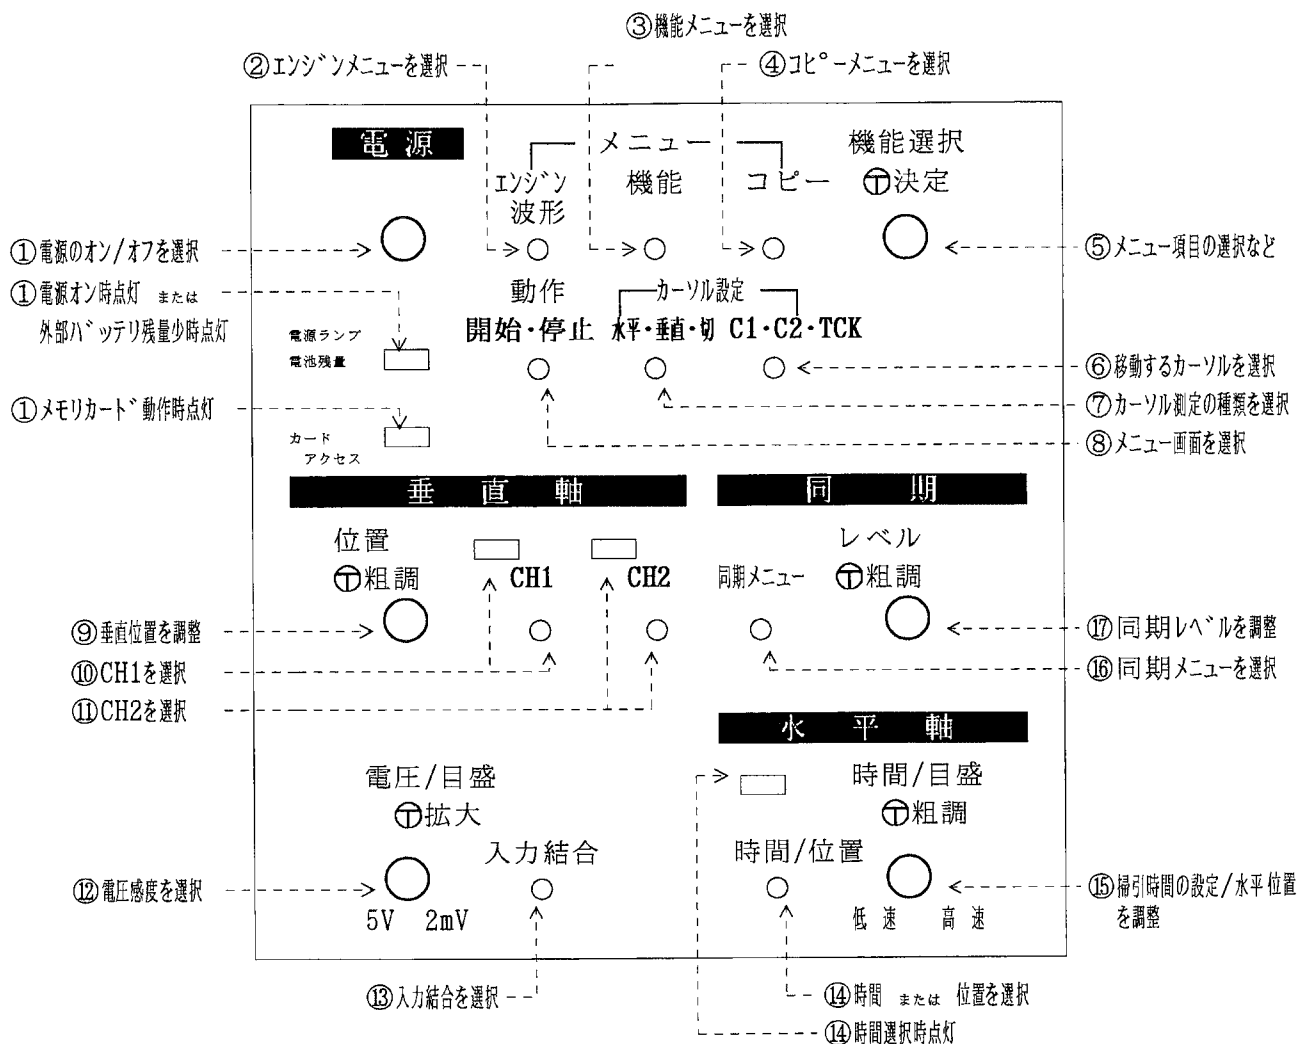 ③機能メニューを選択
②エンジンメニューを選択
④コピーメニューを選択
電源
メニュー
機能選択
エンジン
波形
機能
コピー
Ⓣ決定
①電源のオン/オフを選択
⑤メニュー項目の選択など
①電源オン時点灯 または
外部バッテリ残量少時点灯
動作
開始・停止
カーソル設定
水平・垂直・切
C1・C2・TCK
電源ランプ
電池残量
⑥移動するカーソルを選択
⑦カーソル測定の種類を選択
⑧メニュー画面を選択
①メモリカード動作時点灯
カード
アクセス
垂直軸
同期
位置
Ⓣ粗調
CH1
CH2
同期メニュー
レベル
Ⓣ粗調
⑨垂直位置を調整
⑩CH1を選択
⑪CH2を選択
⑰同期レベルを調整
⑯同期メニューを選択
水平軸
電圧/目盛
Ⓣ拡大
時間/目盛
Ⓣ粗調
入力結合
時間/位置
⑫電圧感度を選択
5V 2mV
低速 高速
⑮掃引時間の設定/水平位置
を調整
⑬入力結合を選択
⑭時間 または 位置を選択
⑭時間選択時点灯